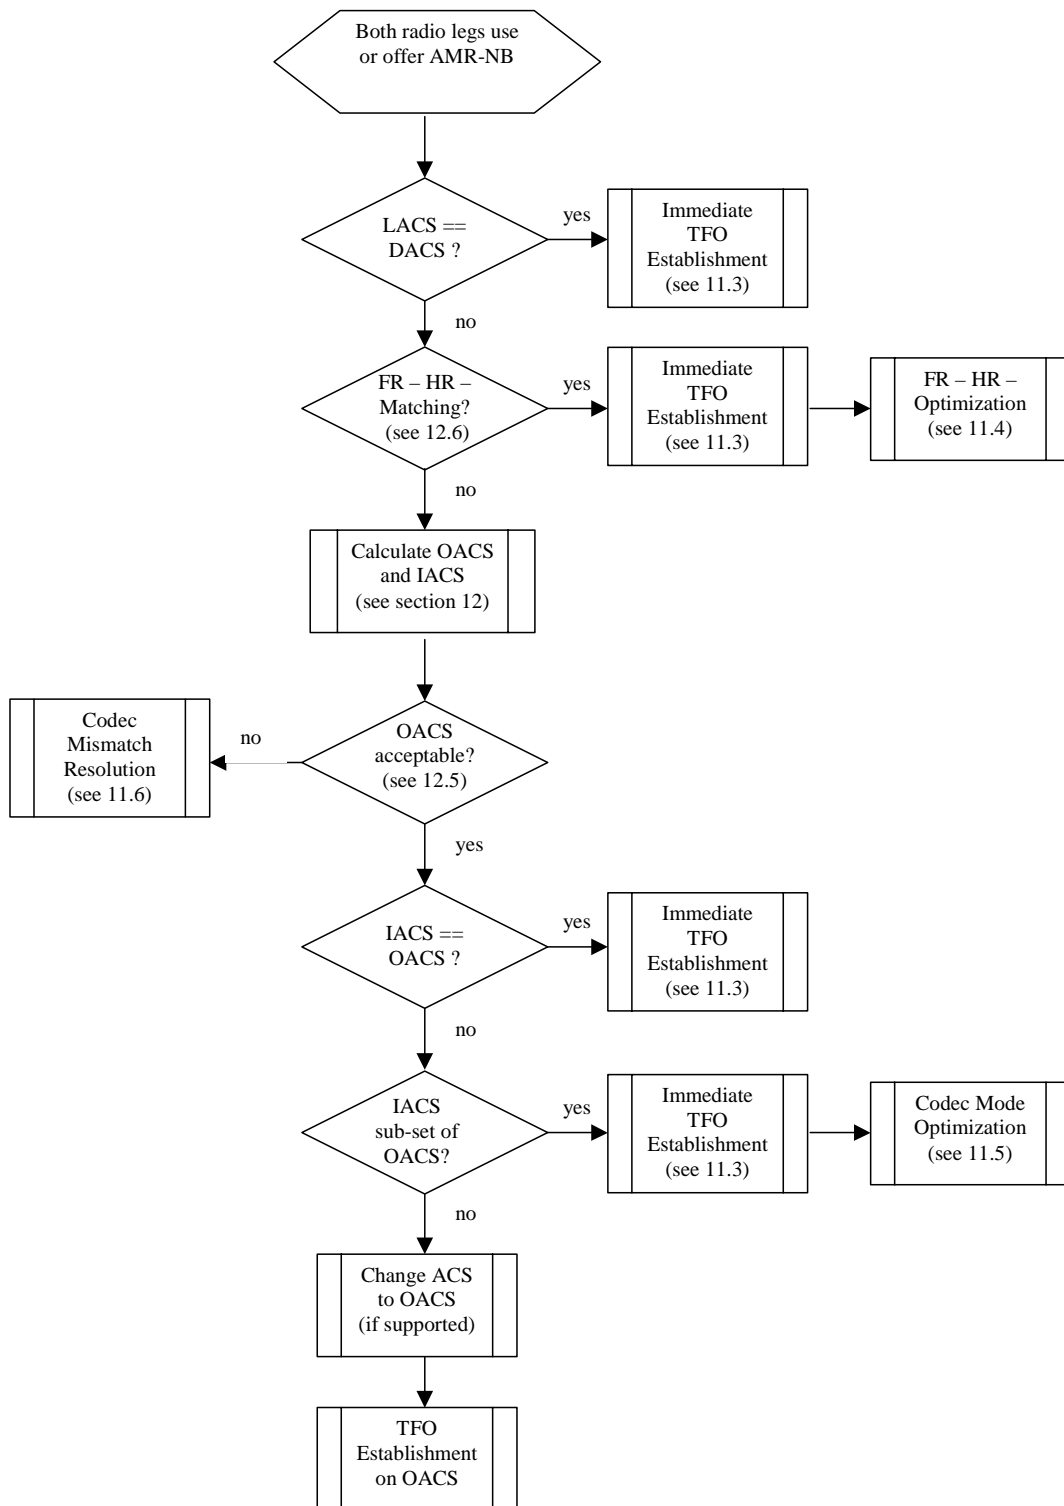 Both radio legs use
or offer AMR-NB
LACS ==
DACS ?
yes
Immediate
TFO
Establishment
(see 11.3)
no
FR – HR –
Matching?
(see 12.6)
yes
Immediate
TFO
Establishment
(see 11.3)
FR – HR –
Optimization
(see 11.4)
no
Calculate OACS
and IACS
(see section 12)
OACS
acceptable?
(see 12.5)
no
Codec
Mismatch
Resolution
(see 11.6)
yes
IACS ==
OACS ?
yes
Immediate
TFO
Establishment
(see 11.3)
no
IACS
sub-set of
OACS?
yes
Immediate
TFO
Establishment
(see 11.3)
Codec Mode
Optimization
(see 11.5)
no
Change ACS
to OACS
(if supported)
TFO
Establishment
on OACS